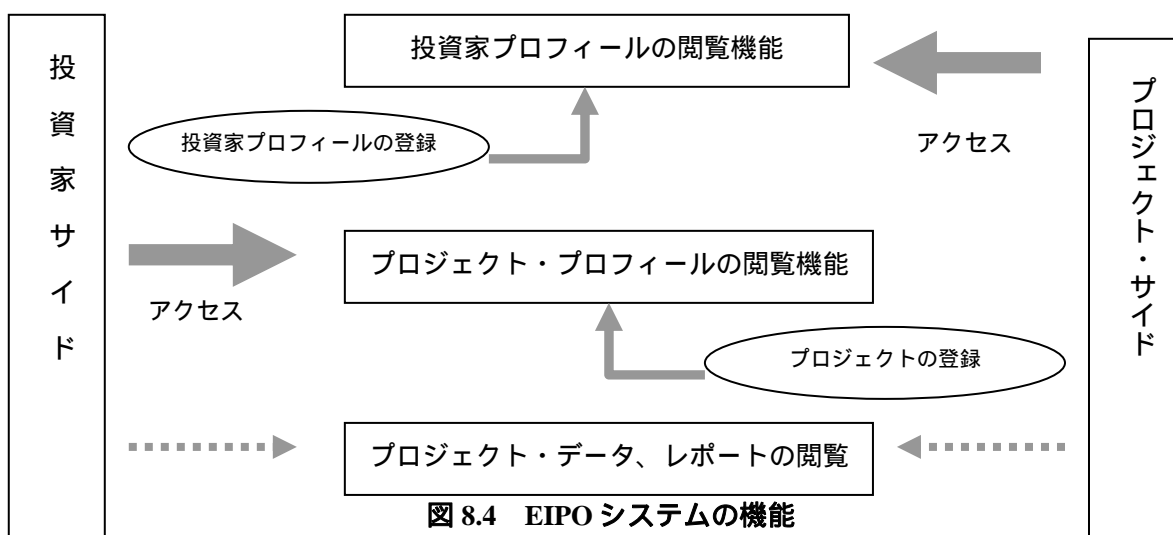 投資家サイド
投資家プロフィールの閲覧機能
投資家プロフィールの登録
アクセス
プロジェクト・サイド
プロジェクト・プロフィールの閲覧機能
アクセス
プロジェクトの登録
プロジェクト・データ、レポートの閲覧
図 8.4 EIPO システムの機能